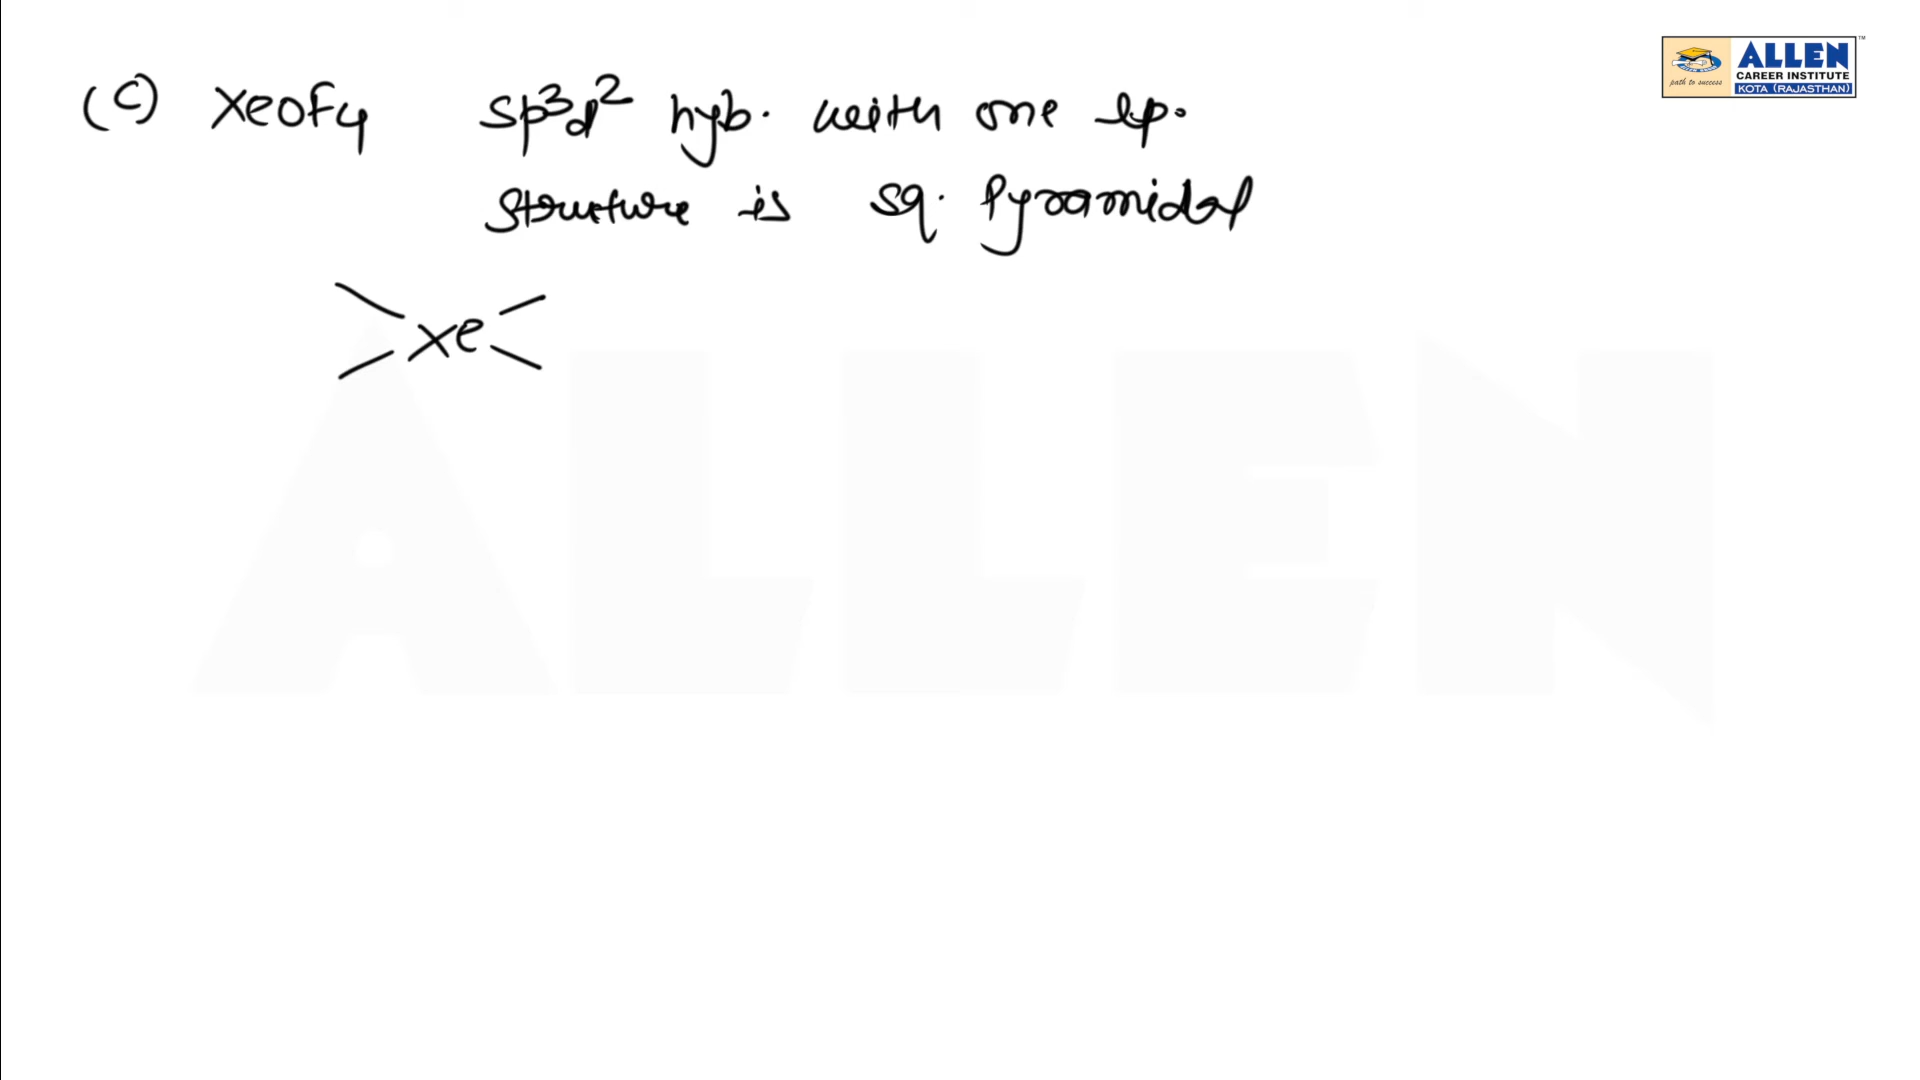 (C) XeOF4 sp³d² hyb. with one lp.
structure is sq. Pyramidal
Xe
ALLEN
CAREER INSTITUTE
KOTA (RAJASTHAN)
path to success
TM
ALLEN